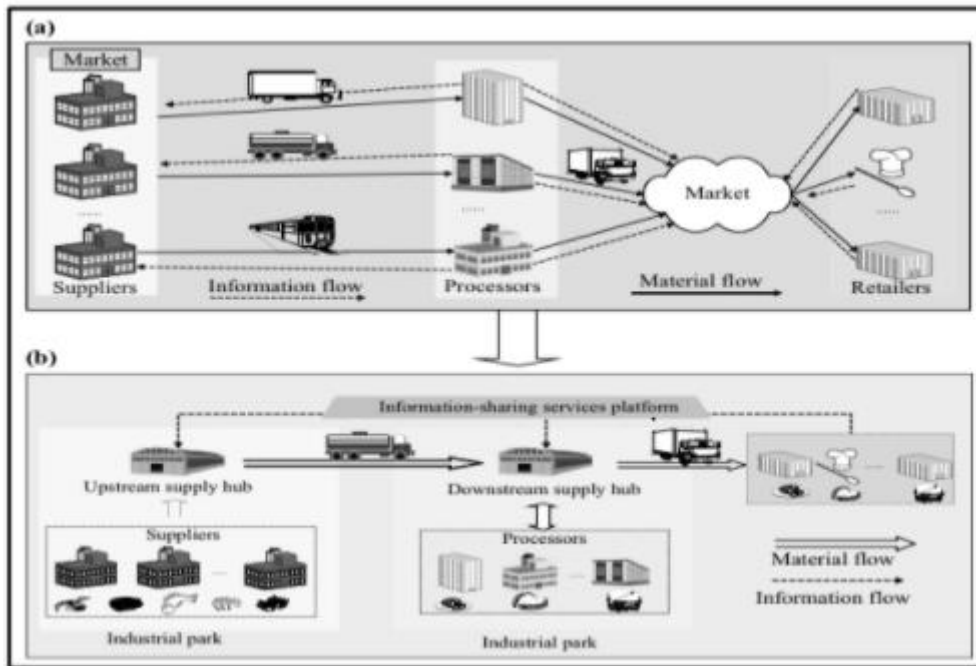 (a)
Market
Market
......
......
......
Suppliers
Information flow
Processors
Material flow
Retailers
(b)
Information-sharing services platform
Upstream supply hub
Downstream supply hub
......
Suppliers
...
Processors
...
Material flow
Information flow
Industrial park
Industrial park